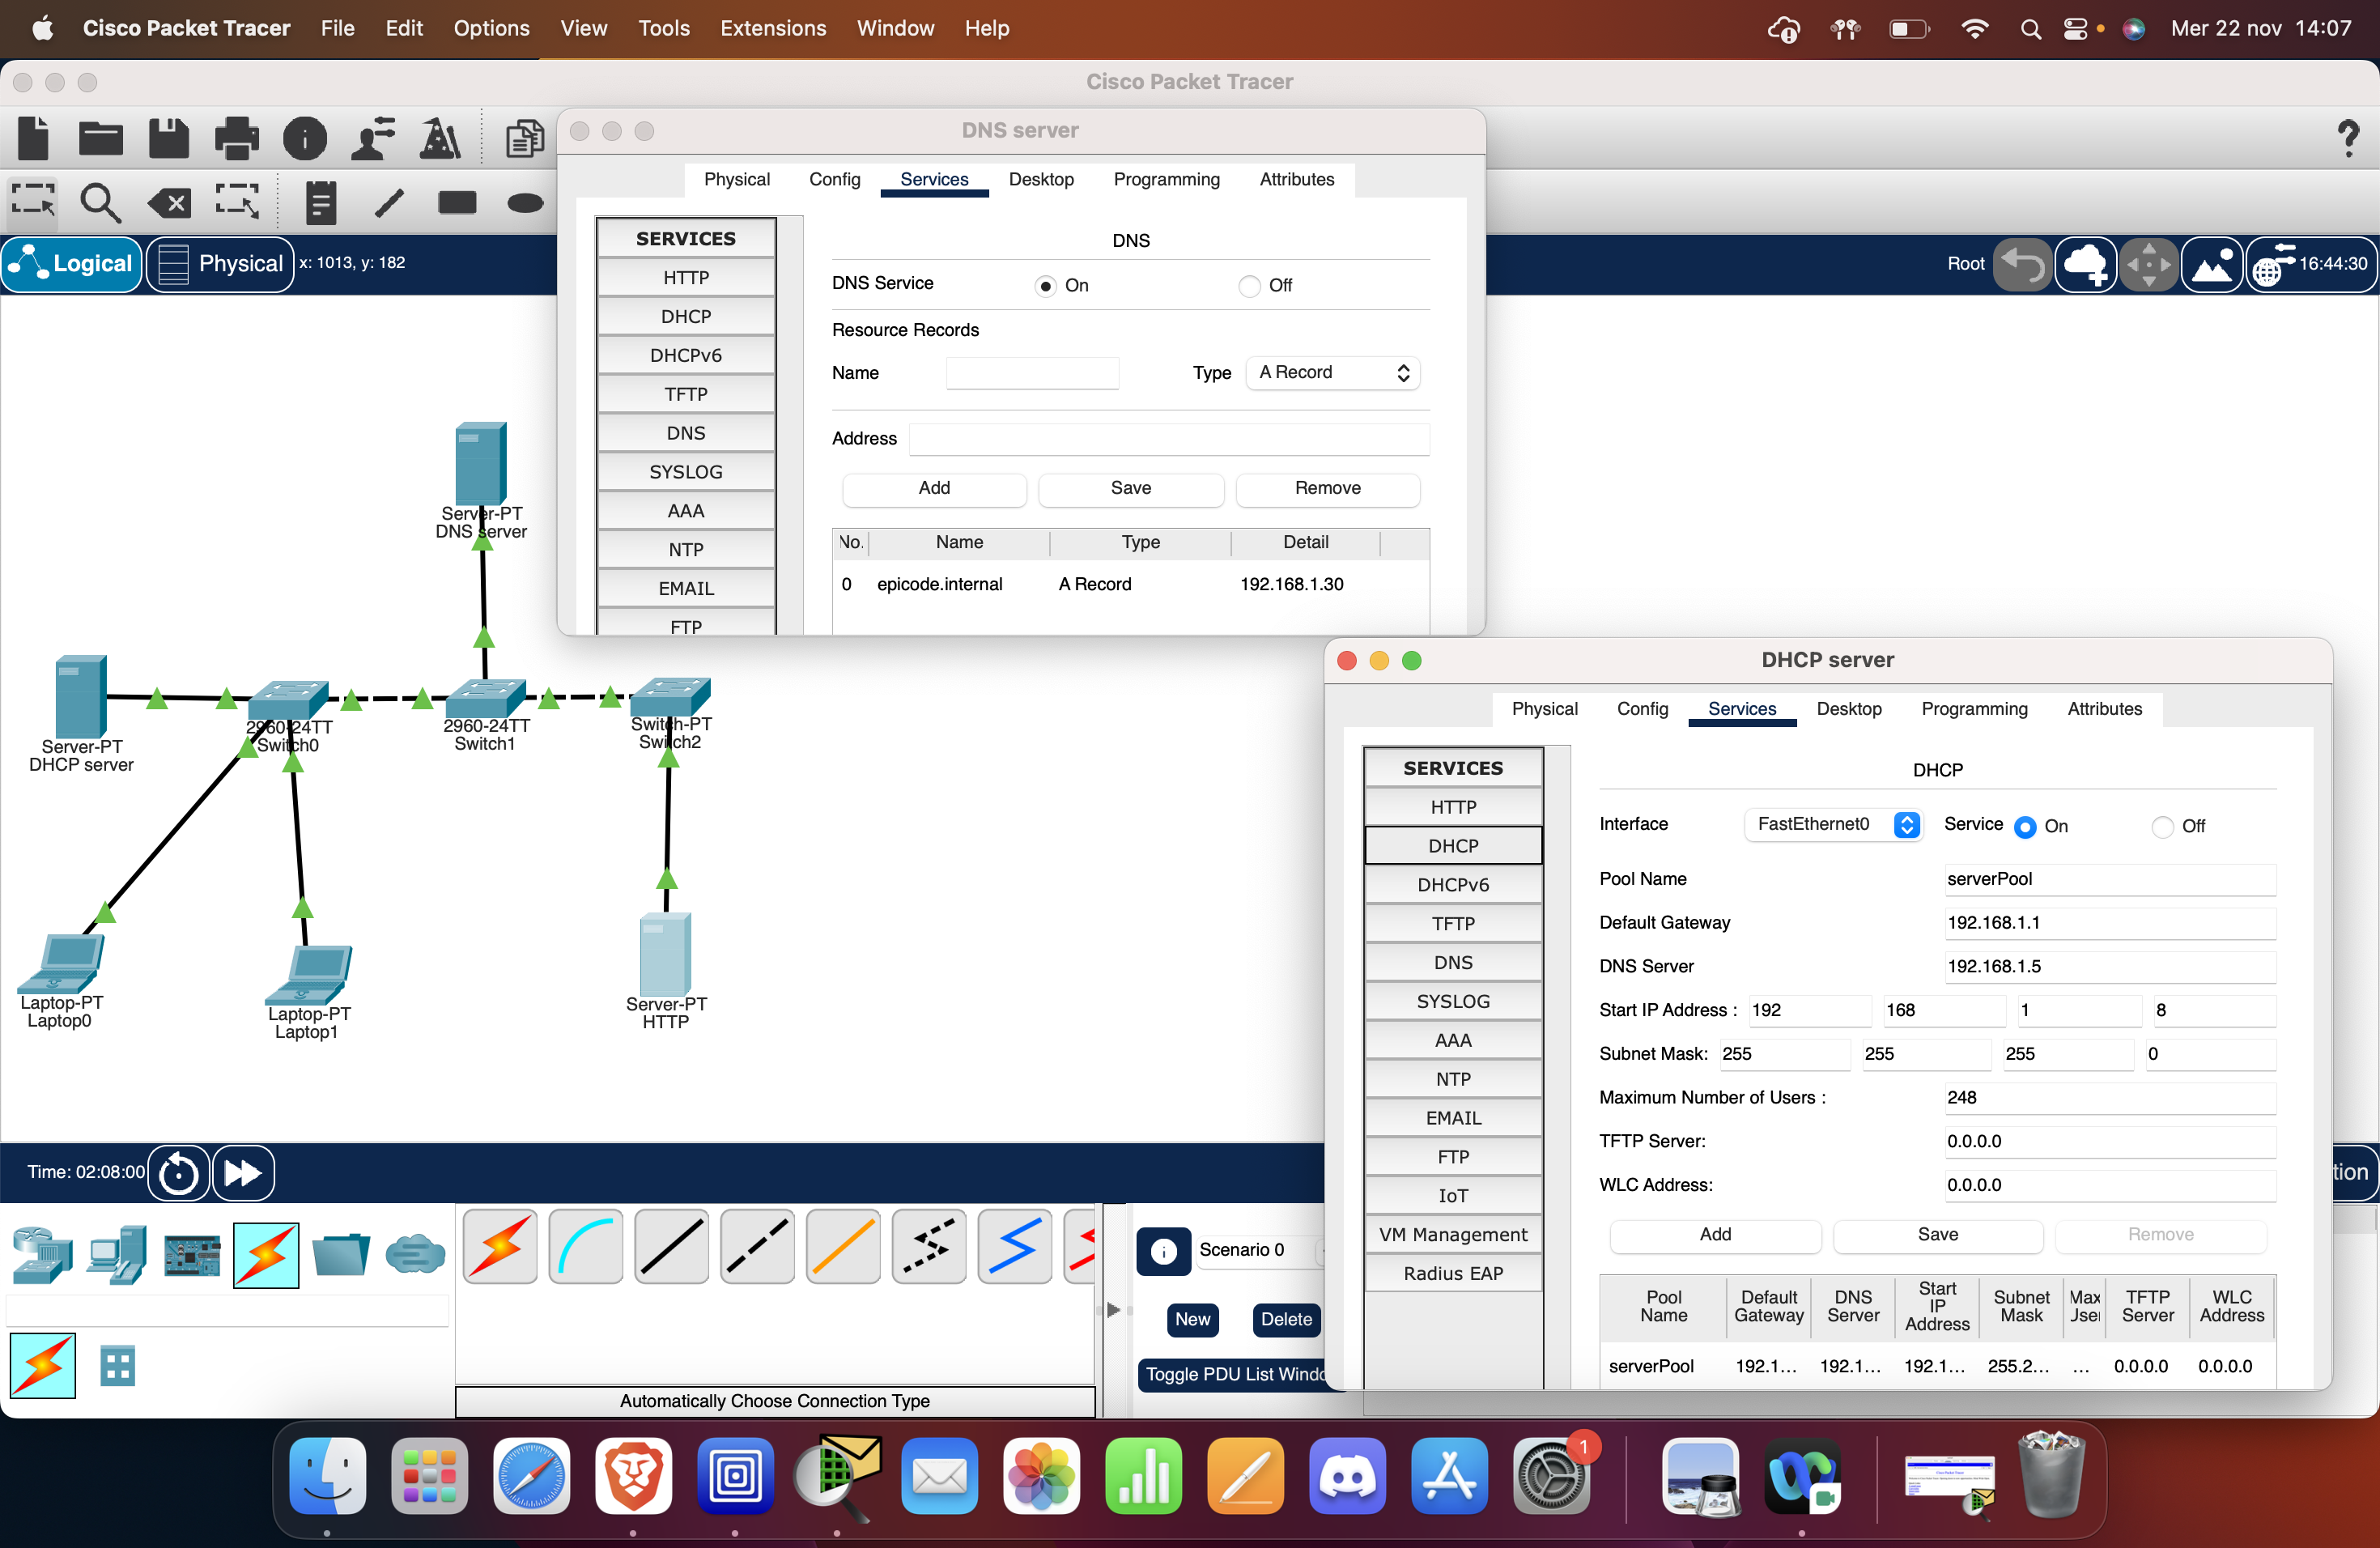 Cisco Packet Tracer File Edit Options View Tools Extensions Window Help Mer 22 nov 14:07
Cisco Packet Tracer
DNS server
Physical Config Services Desktop Programming Attributes
SERVICES
HTTP
DHCP
DHCPv6
TFTP
DNS
SYSLOG
AAA
NTP
EMAIL
FTP
DNS
DNS Service On Off
Resource Records
Name Type A Record
Address
Add Save Remove
No. Name Type Detail
0 epicode.internal A Record 192.168.1.30
Logical Physical x: 1013, y: 182
Root 16:44:30
Server-PT
DNS server
Server-PT
DHCP server
2960-24TT
Switch0
2960-24TT
Switch1
Switch-PT
Switch2
Laptop-PT
Laptop0
Laptop-PT
Laptop1
Server-PT
HTTP
DHCP server
Physical Config Services Desktop Programming Attributes
SERVICES
HTTP
DHCP
DHCPv6
TFTP
DNS
SYSLOG
AAA
NTP
EMAIL
FTP
IoT
VM Management
Radius EAP
DHCP
Interface FastEthernet0 Service On Off
Pool Name serverPool
Default Gateway 192.168.1.1
DNS Server 192.168.1.5
Start IP Address : 192 168 1 8
Subnet Mask: 255 255 255 0
Maximum Number of Users : 248
TFTP Server: 0.0.0.0
WLC Address: 0.0.0.0
Add Save Remove
Pool Name Default Gateway DNS Server Start IP Address Subnet Mask Max User TFTP Server WLC Address
serverPool 192.1... 192.1... 192.1... 255.2... ... 0.0.0.0 0.0.0.0
Time: 02:08:00
tion
Scenario 0
New Delete
Toggle PDU List Windo
Automatically Choose Connection Type
1